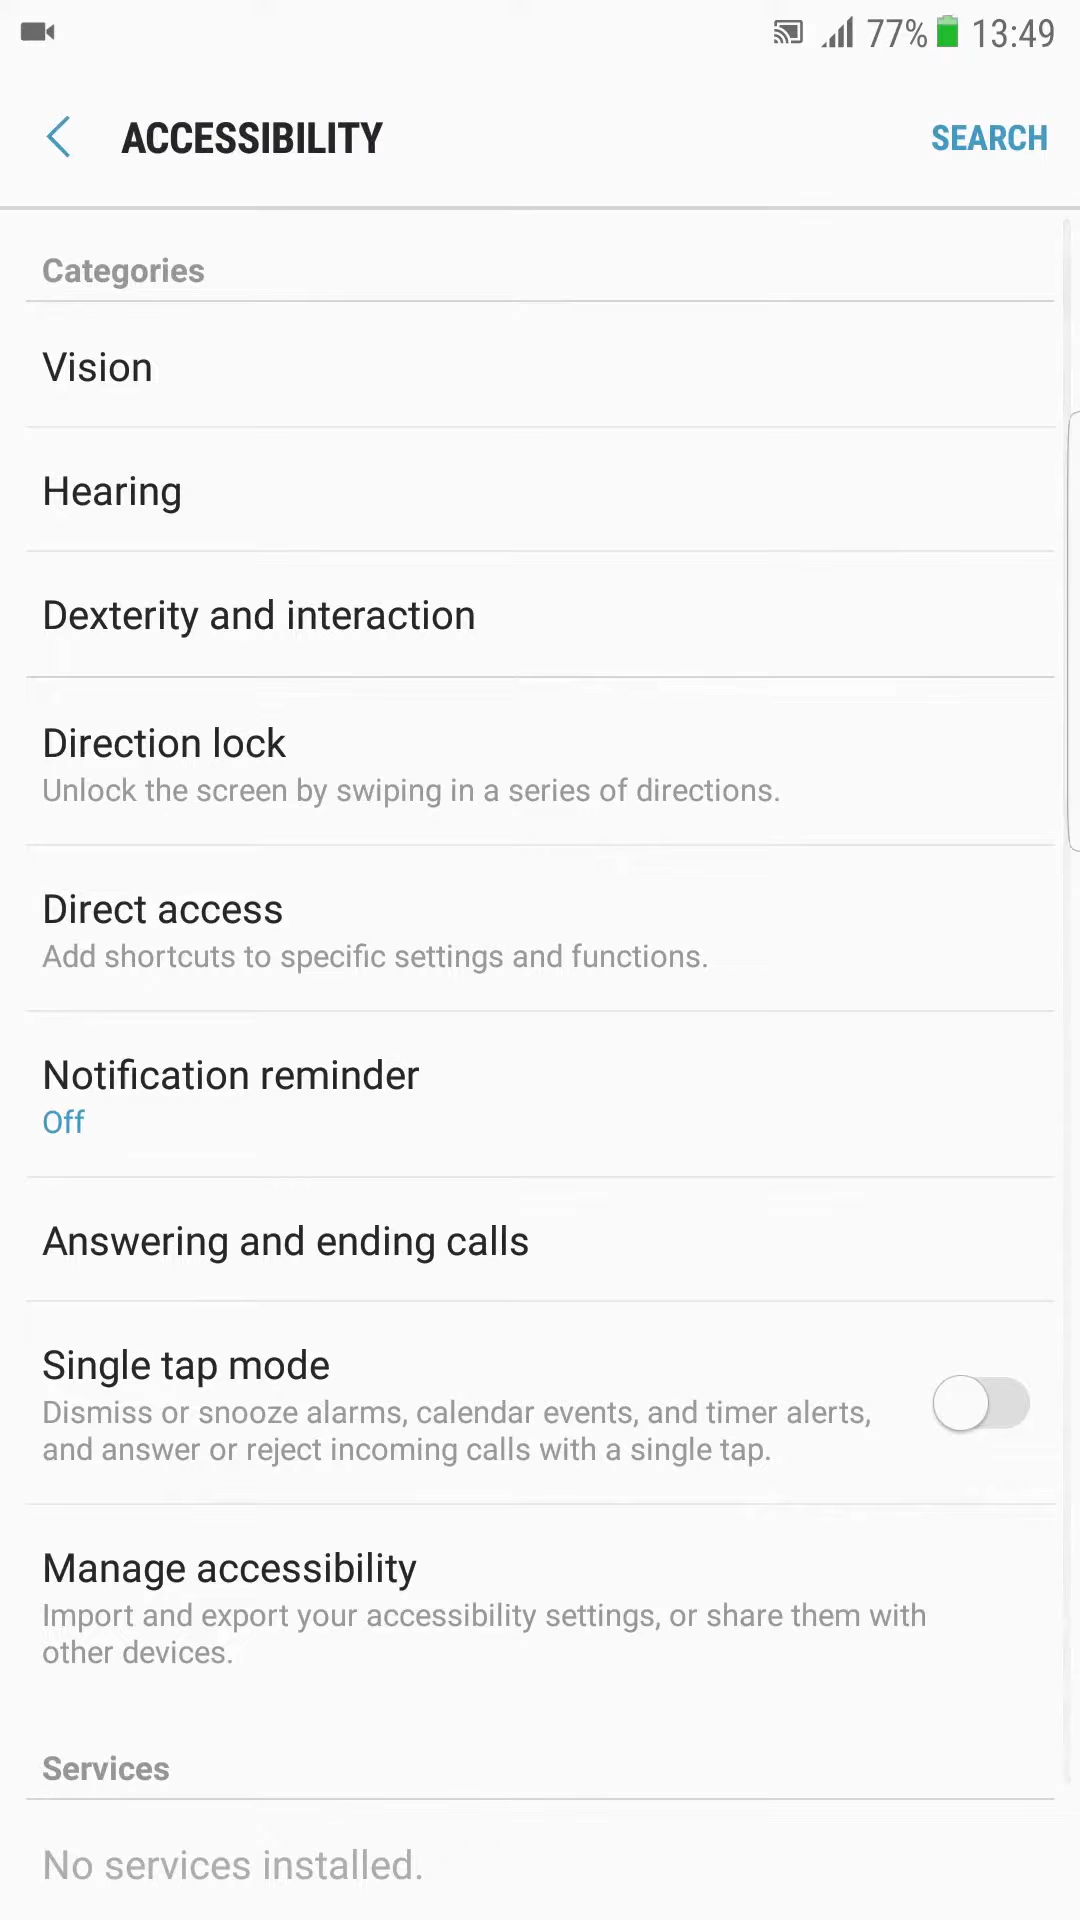 77% 13:49
ACCESSIBILITY SEARCH
Categories
Vision
Hearing
Dexterity and interaction
Direction lock
Unlock the screen by swiping in a series of directions.
Direct access
Add shortcuts to specific settings and functions.
Notification reminder
Off
Answering and ending calls
Single tap mode
Dismiss or snooze alarms, calendar events, and timer alerts,
and answer or reject incoming calls with a single tap.
Manage accessibility
Import and export your accessibility settings, or share them with
other devices.
Services
No services installed.